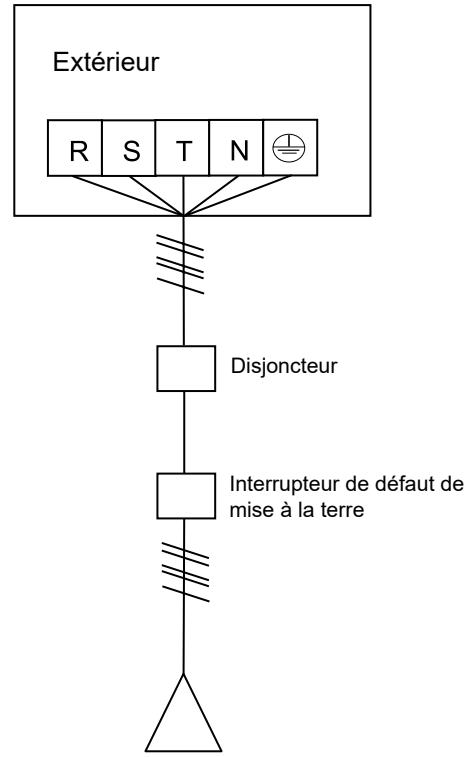 Extérieur
R S T N
Disjoncteur
Interrupteur de défaut de
mise à la terre